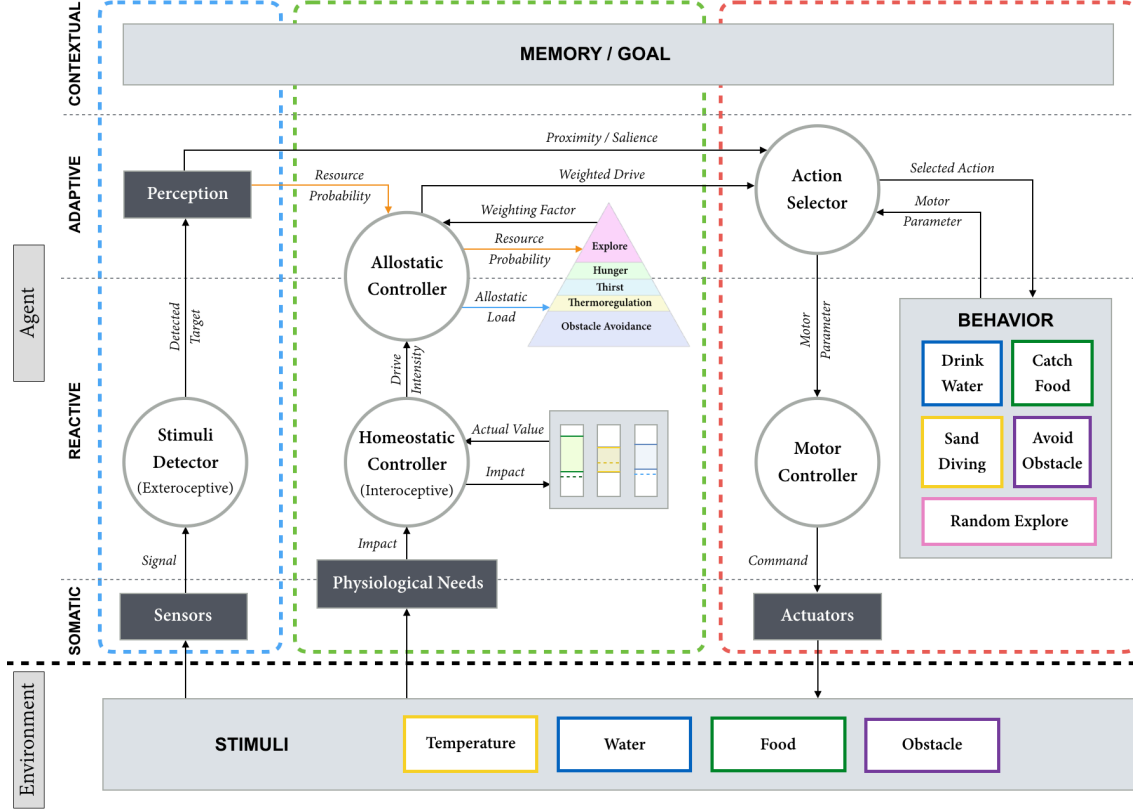 CONTEXTUAL
MEMORY / GOAL
ADAPTIVE
Proximity / Salience
Perception
Resource
Probability
Weighted Drive
Action
Selector
Selected Action
Motor
Parameter
Weighting Factor
Allostatic
Controller
Resource
Probability
Allostatic
Load
Explore
Hunger
Thirst
Thermoregulation
Obstacle Avoidance
Agent
REACTIVE
Detected
Target
Drive
Intensity
Motor
Parameter
BEHAVIOR
Drink
Water
Catch
Food
Sand
Diving
Avoid
Obstacle
Random Explore
Stimuli
Detector
(Exteroceptive)
Homeostatic
Controller
(Interoceptive)
Actual Value
Impact
Motor
Controller
Signal
Impact
Command
SOMATIC
Sensors
Physiological Needs
Actuators
Environment
STIMULI
Temperature
Water
Food
Obstacle